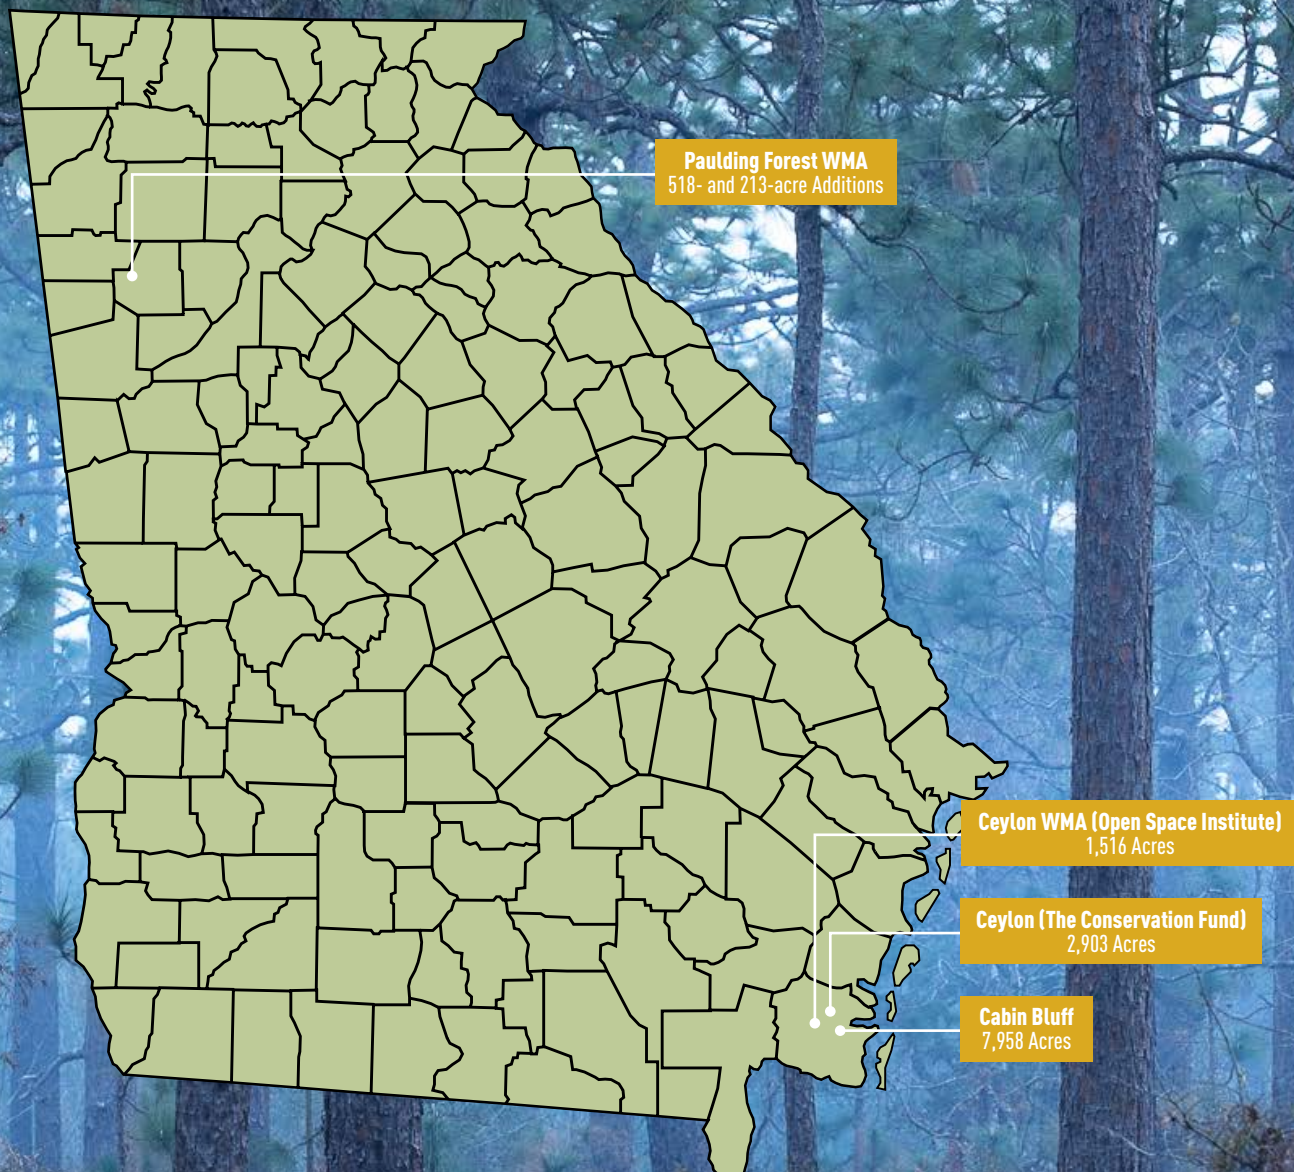 Paulding Forest WMA
518- and 213-acre Additions
Ceylon WMA (Open Space Institute)
1,516 Acres
Ceylon (The Conservation Fund)
2,903 Acres
Cabin Bluff
7,958 Acres